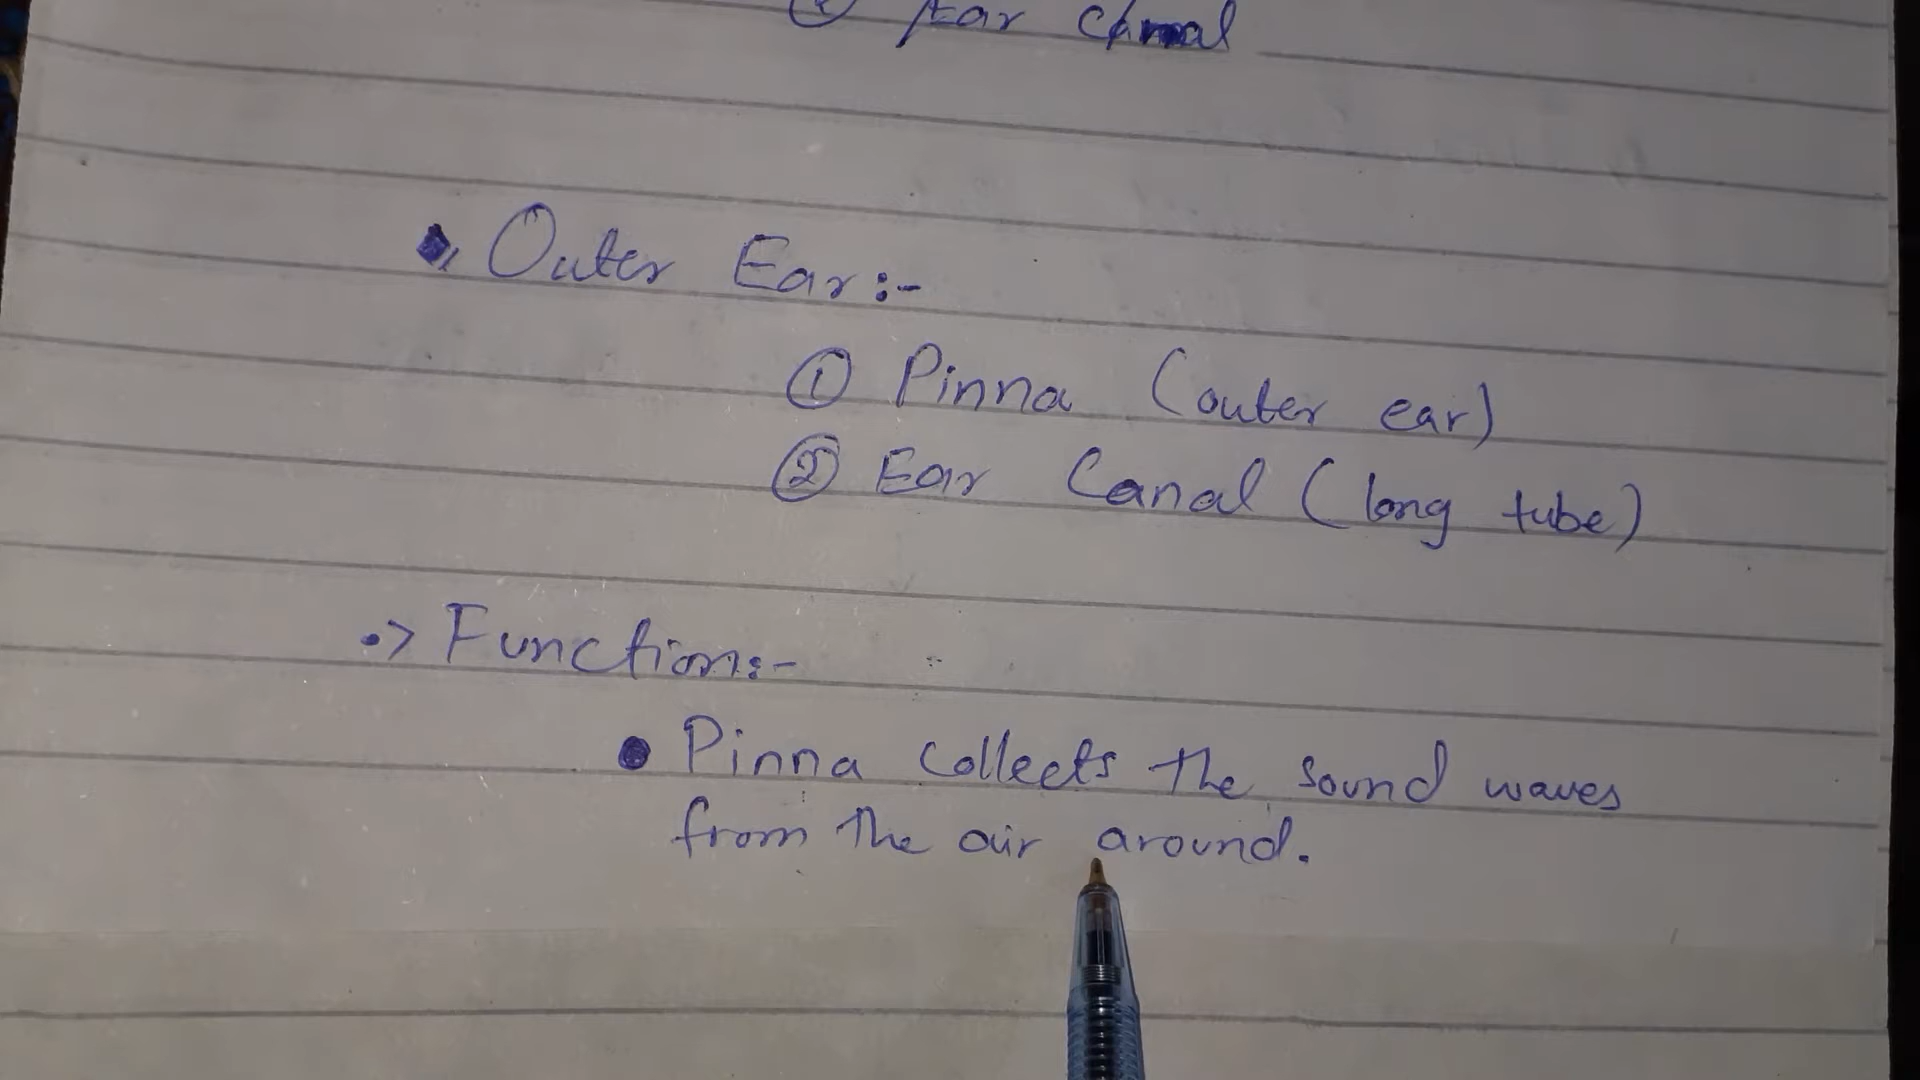 ② Ear Canal
• Outer Ear:-
① Pinna (outer ear)
② Ear Canal (long tube)
•> Function:-
• Pinna collects the sound waves
from the air around.